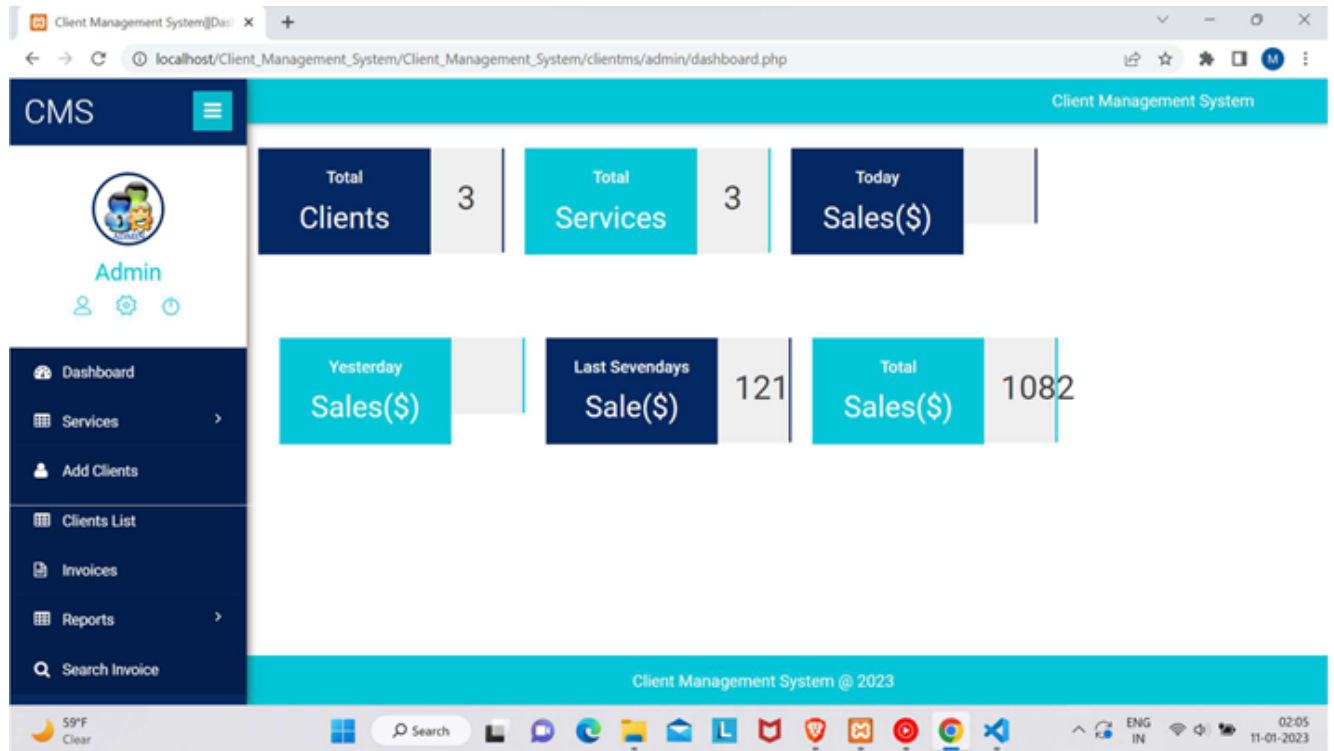 Client Management System||Das
localhost/Client_Management_System/Client_Management_System/clientms/admin/dashboard.php
M
CMS
Client Management System
ADMIN
Admin
Total
Clients
3
Total
Services
3
Today
Sales($)
Yesterday
Sales($)
Last Sevendays
Sale($)
121
Total
Sales($)
1082
Dashboard
Services
Add Clients
Clients List
Invoices
Reports
Search Invoice
Client Management System @ 2023
59°F
Clear
Search
L
ENG
IN
02:05
11-01-2023